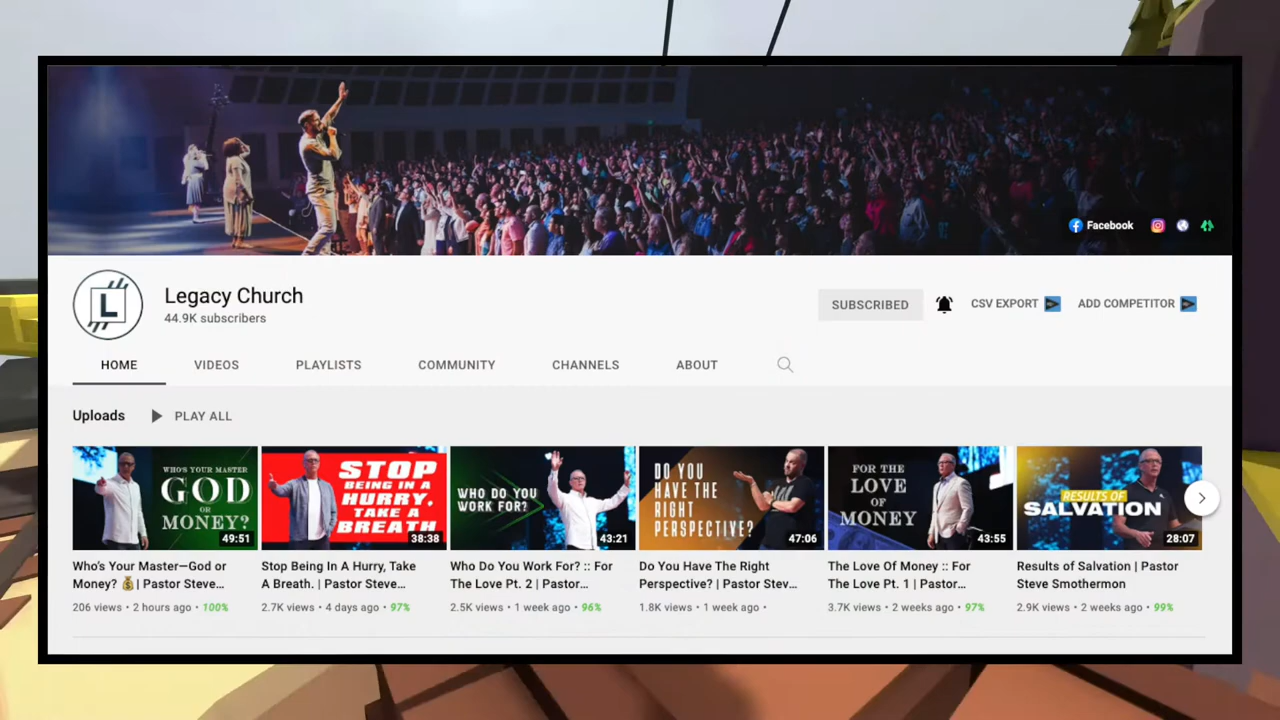 Facebook
L
Legacy Church
44.9K subscribers
SUBSCRIBED
CSV EXPORT
ADD COMPETITOR
HOME
VIDEOS
PLAYLISTS
COMMUNITY
CHANNELS
ABOUT
Uploads
PLAY ALL
WHO'S YOUR MASTER
GOD
OR
MONEY?
49:51
STOP
BEING IN A
HURRY,
TAKE A
BREATH
38:38
WHO DO YOU
WORK FOR?
43:21
DO YOU
HAVE THE
RIGHT
PERSPECTIVE?
47:06
FOR THE
LOVE
OF
MONEY
43:55
RESULTS OF
SALVATION
28:07
Who's Your Master—God or
Money? 💰 | Pastor Steve...
206 views • 2 hours ago • 100%
Stop Being In A Hurry, Take
A Breath. | Pastor Steve...
2.7K views • 4 days ago • 97%
Who Do You Work For? :: For
The Love Pt. 2 | Pastor...
2.5K views • 1 week ago • 96%
Do You Have The Right
Perspective? | Pastor Stev...
1.8K views • 1 week ago •
The Love Of Money :: For
The Love Pt. 1 | Pastor...
3.7K views • 2 weeks ago • 97%
Results of Salvation | Pastor
Steve Smothermon
2.9K views • 2 weeks ago • 99%